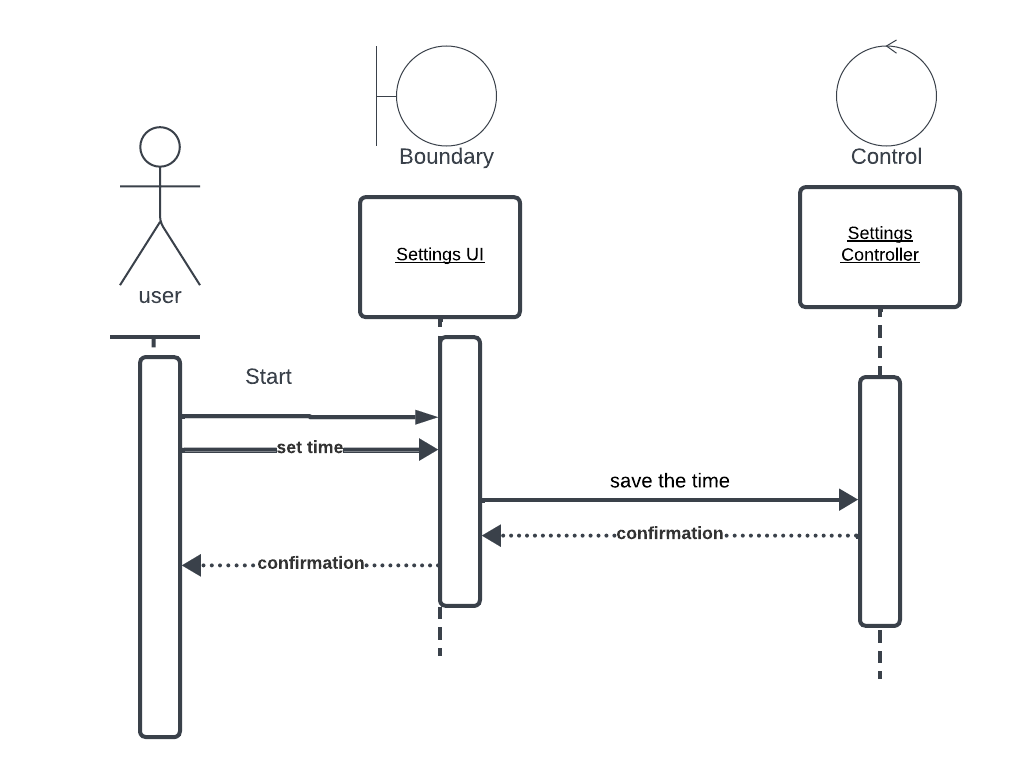 Boundary
Control
Settings UI
Settings
Controller
user
Start
set time
save the time
confirmation
confirmation